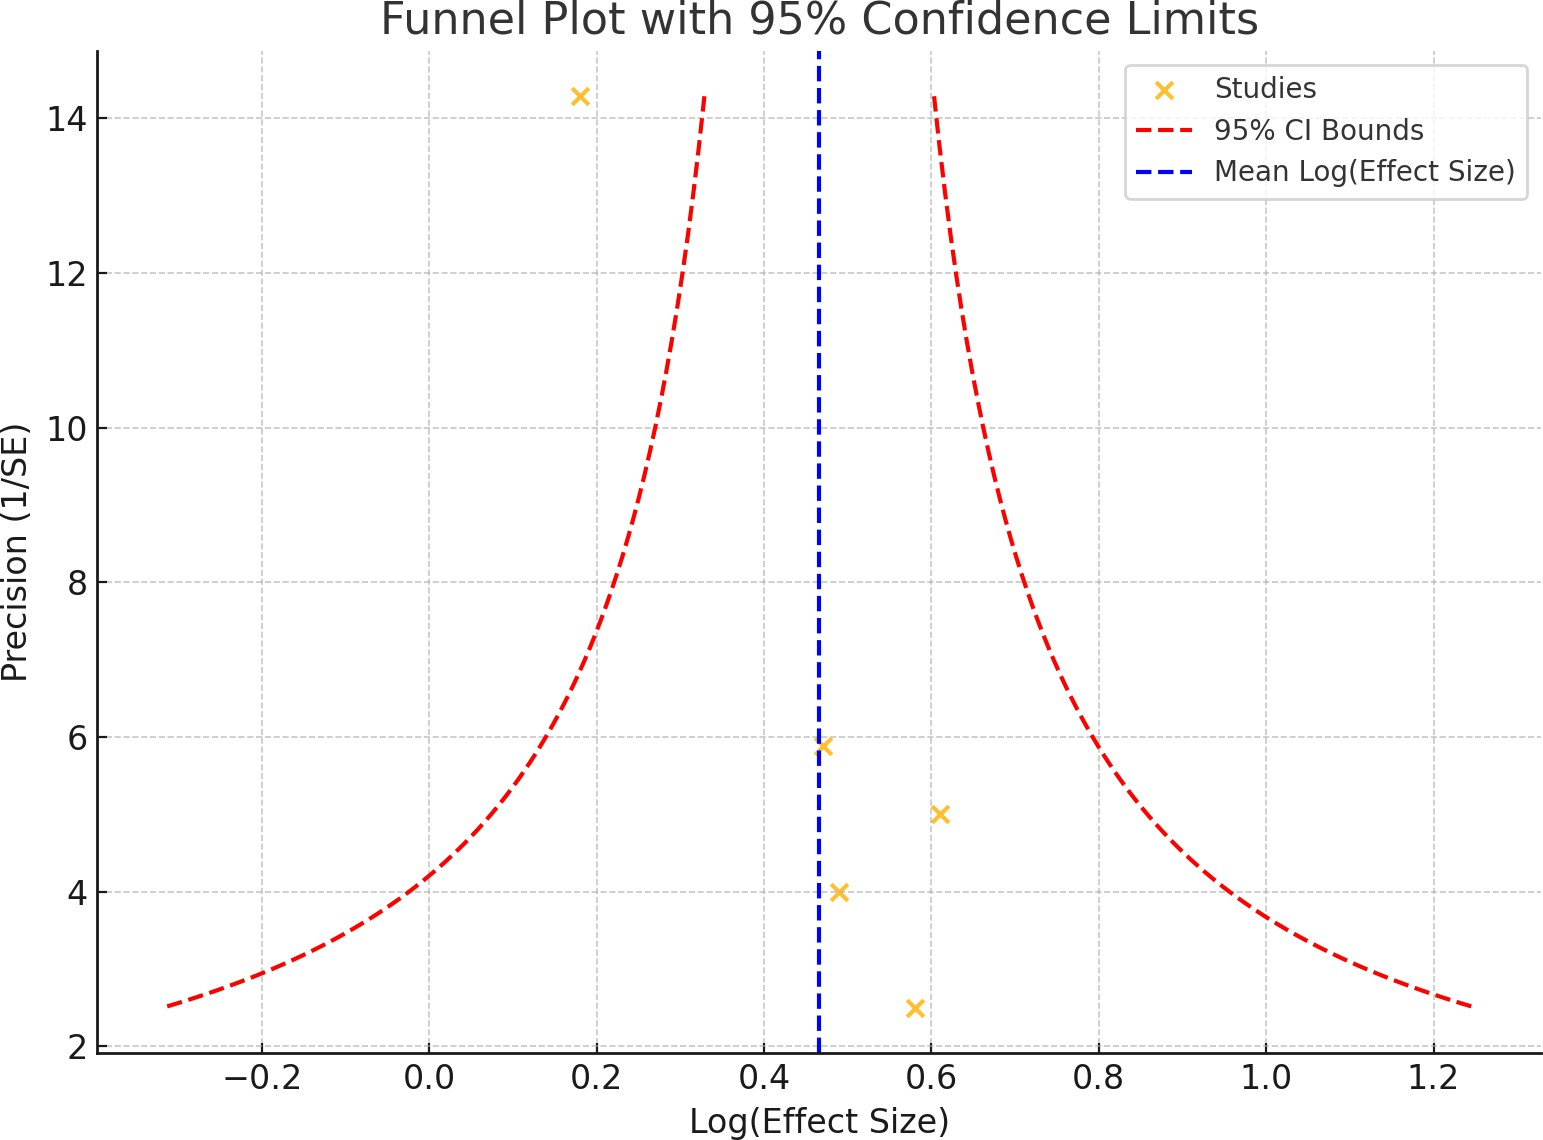 Funnel Plot with 95% Confidence Limits
Studies
95% CI Bounds
Mean Log(Effect Size)
14
12
10
8
6
4
2
Precision (1/SE)
−0.2 0.0 0.2 0.4 0.6 0.8 1.0 1.2
Log(Effect Size)